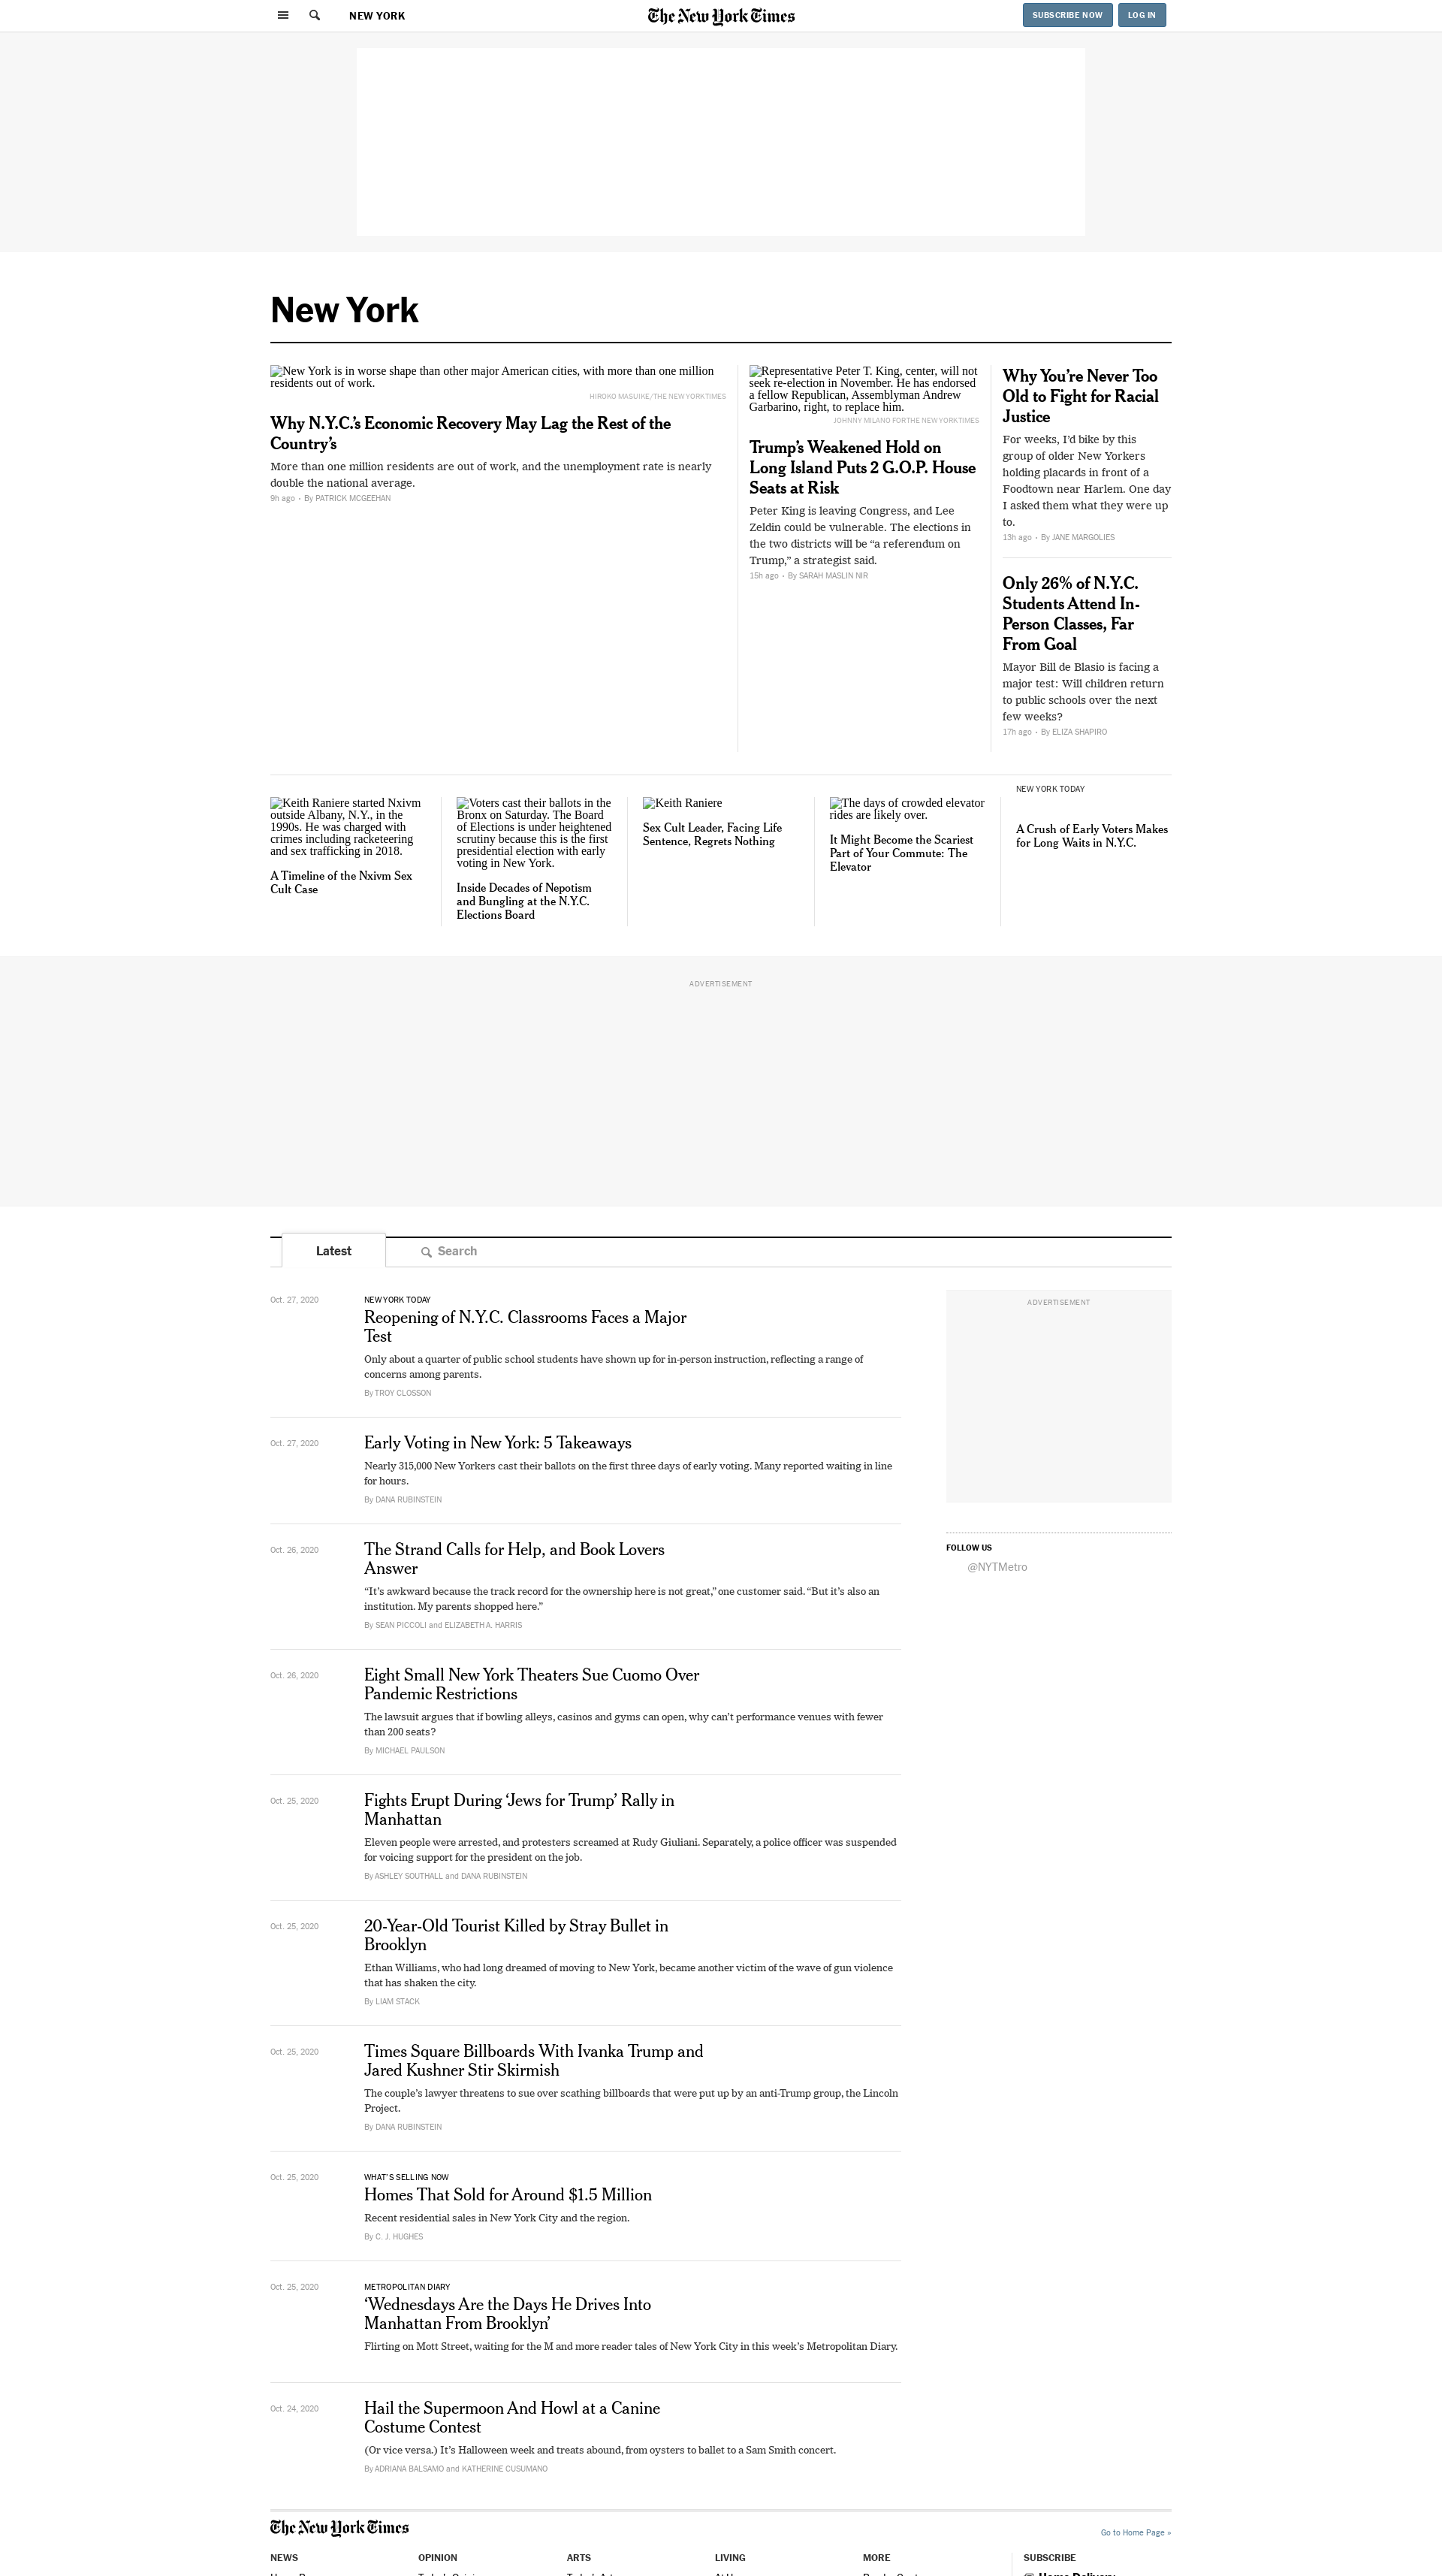 NEW YORK
The New York Times
SUBSCRIBE NOW
LOG IN
New York
New York is in worse shape than other major American cities, with more than one million
residents out of work.
HIROKO MASUIKE/THE NEW YORK TIMES
Why N.Y.C.’s Economic Recovery May Lag the Rest of the
Country’s
More than one million residents are out of work, and the unemployment rate is nearly
double the national average.
9h ago • By PATRICK MCGEEHAN
Representative Peter T. King, center, will not
seek re-election in November. He has endorsed
a fellow Republican, Assemblyman Andrew
Garbarino, right, to replace him.
JOHNNY MILANO FOR THE NEW YORK TIMES
Trump’s Weakened Hold on
Long Island Puts 2 G.O.P. House
Seats at Risk
Peter King is leaving Congress, and Lee
Zeldin could be vulnerable. The elections in
the two districts will be “a referendum on
Trump,” a strategist said.
15h ago • By SARAH MASLIN NIR
Why You’re Never Too
Old to Fight for Racial
Justice
For weeks, I’d bike by this
group of older New Yorkers
holding placards in front of a
Foodtown near Harlem. One day
I asked them what they were up
to.
13h ago • By JANE MARGOLIES
Only 26% of N.Y.C.
Students Attend In-
Person Classes, Far
From Goal
Mayor Bill de Blasio is facing a
major test: Will children return
to public schools over the next
few weeks?
17h ago • By ELIZA SHAPIRO
Keith Raniere started Nxivm
outside Albany, N.Y., in the
1990s. He was charged with
crimes including racketeering
and sex trafficking in 2018.
A Timeline of the Nxivm Sex
Cult Case
Voters cast their ballots in the
Bronx on Saturday. The Board
of Elections is under heightened
scrutiny because this is the first
presidential election with early
voting in New York.
Inside Decades of Nepotism
and Bungling at the N.Y.C.
Elections Board
Keith Raniere
Sex Cult Leader, Facing Life
Sentence, Regrets Nothing
The days of crowded elevator
rides are likely over.
It Might Become the Scariest
Part of Your Commute: The
Elevator
NEW YORK TODAY
A Crush of Early Voters Makes
for Long Waits in N.Y.C.
ADVERTISEMENT
Latest
Search
Oct. 27, 2020
NEW YORK TODAY
Reopening of N.Y.C. Classrooms Faces a Major
Test
Only about a quarter of public school students have shown up for in-person instruction, reflecting a range of
concerns among parents.
By TROY CLOSSON
Oct. 27, 2020
Early Voting in New York: 5 Takeaways
Nearly 315,000 New Yorkers cast their ballots on the first three days of early voting. Many reported waiting in line
for hours.
By DANA RUBINSTEIN
Oct. 26, 2020
The Strand Calls for Help, and Book Lovers
Answer
“It’s awkward because the track record for the ownership here is not great,” one customer said. “But it’s also an
institution. My parents shopped here.”
By SEAN PICCOLI and ELIZABETH A. HARRIS
Oct. 26, 2020
Eight Small New York Theaters Sue Cuomo Over
Pandemic Restrictions
The lawsuit argues that if bowling alleys, casinos and gyms can open, why can’t performance venues with fewer
than 200 seats?
By MICHAEL PAULSON
Oct. 25, 2020
Fights Erupt During ‘Jews for Trump’ Rally in
Manhattan
Eleven people were arrested, and protesters screamed at Rudy Giuliani. Separately, a police officer was suspended
for voicing support for the president on the job.
By ASHLEY SOUTHALL and DANA RUBINSTEIN
Oct. 25, 2020
20-Year-Old Tourist Killed by Stray Bullet in
Brooklyn
Ethan Williams, who had long dreamed of moving to New York, became another victim of the wave of gun violence
that has shaken the city.
By LIAM STACK
Oct. 25, 2020
Times Square Billboards With Ivanka Trump and
Jared Kushner Stir Skirmish
The couple’s lawyer threatens to sue over scathing billboards that were put up by an anti-Trump group, the Lincoln
Project.
By DANA RUBINSTEIN
Oct. 25, 2020
WHAT’S SELLING NOW
Homes That Sold for Around $1.5 Million
Recent residential sales in New York City and the region.
By C. J. HUGHES
Oct. 25, 2020
METROPOLITAN DIARY
‘Wednesdays Are the Days He Drives Into
Manhattan From Brooklyn’
Flirting on Mott Street, waiting for the M and more reader tales of New York City in this week’s Metropolitan Diary.
Oct. 24, 2020
Hail the Supermoon And Howl at a Canine
Costume Contest
(Or vice versa.) It’s Halloween week and treats abound, from oysters to ballet to a Sam Smith concert.
By ADRIANA BALSAMO and KATHERINE CUSUMANO
ADVERTISEMENT
FOLLOW US
@NYTMetro
The New York Times
Go to Home Page »
NEWS
OPINION
ARTS
LIVING
MORE
SUBSCRIBE